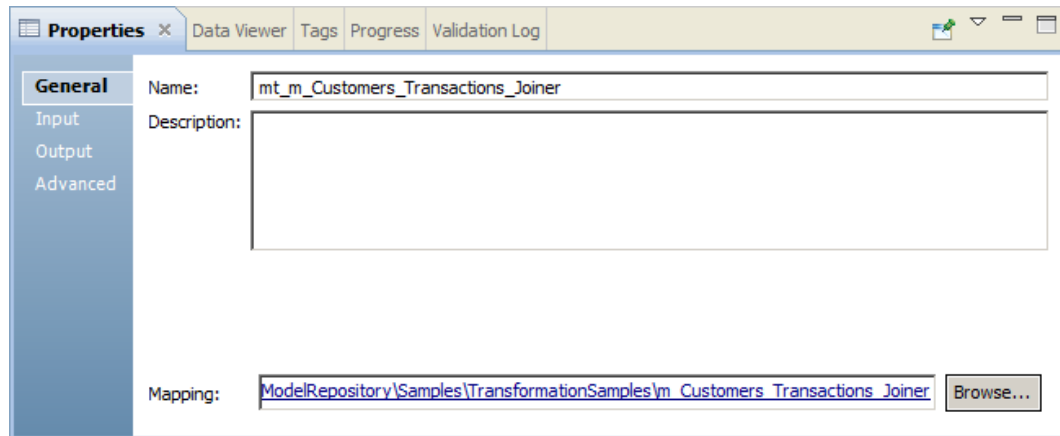 Properties Data Viewer Tags Progress Validation Log
General
Input
Output
Advanced
Name: mt_m_Customers_Transactions_Joiner
Description:
Mapping: ModelRepository\Samples\TransformationSamples\m_Customers_Transactions_Joiner Browse...